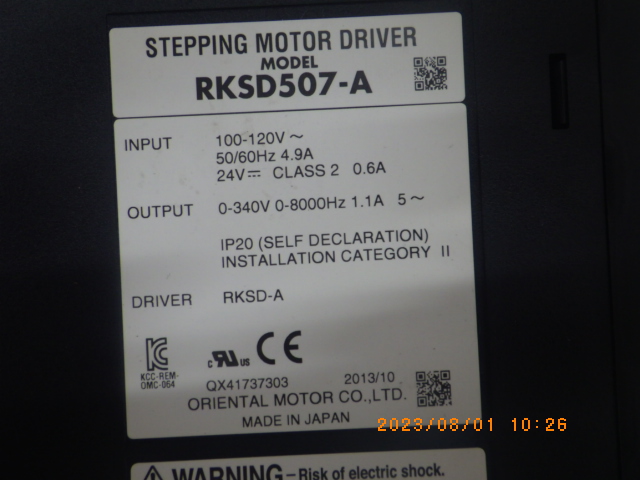 STEPPING MOTOR DRIVER
MODEL
RKSD507-A
INPUT 100-120V ~
50/60Hz 4.9A
24V⎓ CLASS 2 0.6A
OUTPUT 0-340V 0-8000Hz 1.1A 5~
IP20 (SELF DECLARATION)
INSTALLATION CATEGORY II
DRIVER RKSD-A
KCC-REM-
OMC-064
c RU us CE
QX41737303 2013/10
ORIENTAL MOTOR CO.,LTD.
MADE IN JAPAN
2023/08/01 10:26
⚠ WARNING–Risk of electric shock.